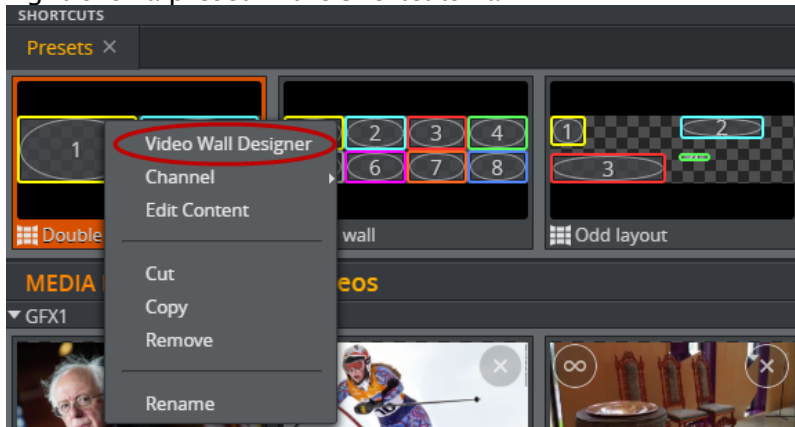 SHORTCUTS
Presets ×
1
2 3 4
6 7 8
1 2
3
Video Wall Designer
Channel
Edit Content
Cut
Copy
Remove
Rename
Double
wall
Odd layout
MEDIA
eos
GFX1